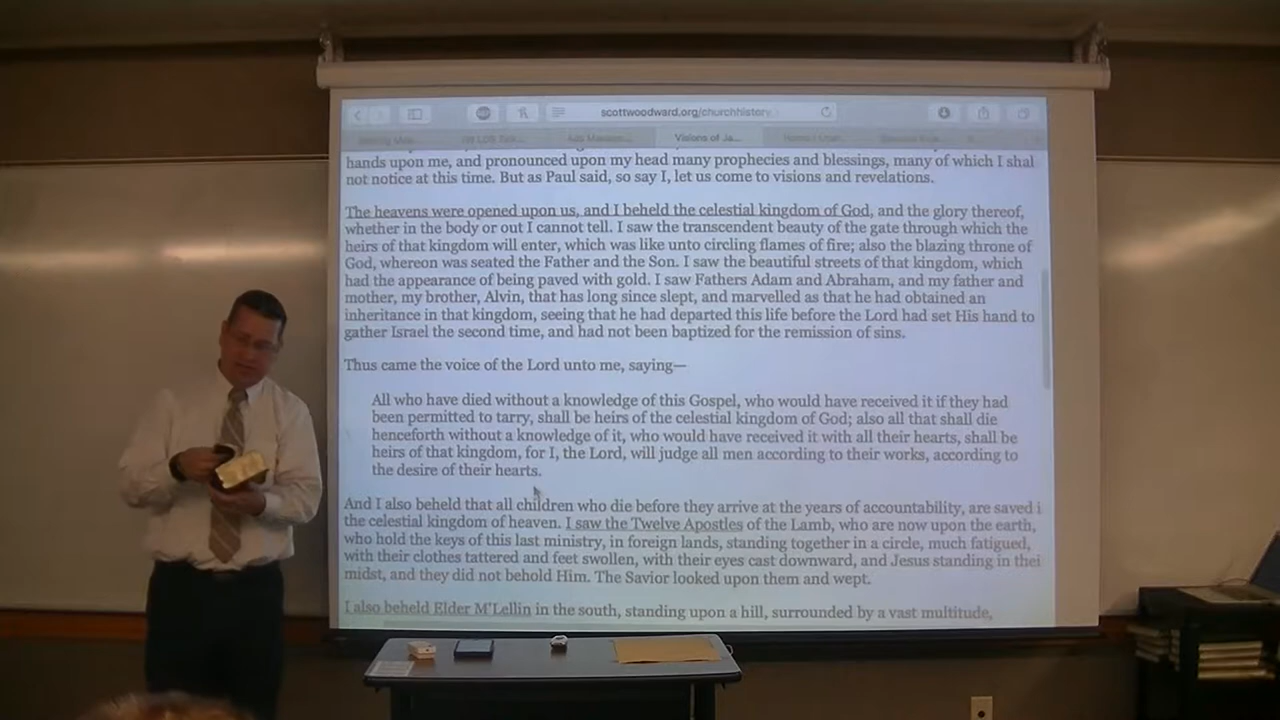 scottwoodward.org/churchhistory
Visions of Ja...
hands upon me, and pronounced upon my head many prophecies and blessings, many of which I shal
not notice at this time. But as Paul said, so say I, let us come to visions and revelations.
The heavens were opened upon us, and I beheld the celestial kingdom of God, and the glory thereof,
whether in the body or out I cannot tell. I saw the transcendent beauty of the gate through which the
heirs of that kingdom will enter, which was like unto circling flames of fire; also the blazing throne of
God, whereon was seated the Father and the Son. I saw the beautiful streets of that kingdom, which
had the appearance of being paved with gold. I saw Fathers Adam and Abraham, and my father and
mother, my brother, Alvin, that has long since slept, and marvelled as that he had obtained an
inheritance in that kingdom, seeing that he had departed this life before the Lord had set His hand to
gather Israel the second time, and had not been baptized for the remission of sins.
Thus came the voice of the Lord unto me, saying—
All who have died without a knowledge of this Gospel, who would have received it if they had
been permitted to tarry, shall be heirs of the celestial kingdom of God; also all that shall die
henceforth without a knowledge of it, who would have received it with all their hearts, shall be
heirs of that kingdom, for I, the Lord, will judge all men according to their works, according to
the desire of their hearts.
And I also beheld that all children who die before they arrive at the years of accountability, are saved i
the celestial kingdom of heaven. I saw the Twelve Apostles of the Lamb, who are now upon the earth,
who hold the keys of this last ministry, in foreign lands, standing together in a circle, much fatigued,
with their clothes tattered and feet swollen, with their eyes cast downward, and Jesus standing in thei
midst, and they did not behold Him. The Savior looked upon them and wept.
I also beheld Elder M'Lellin in the south, standing upon a hill, surrounded by a vast multitude,